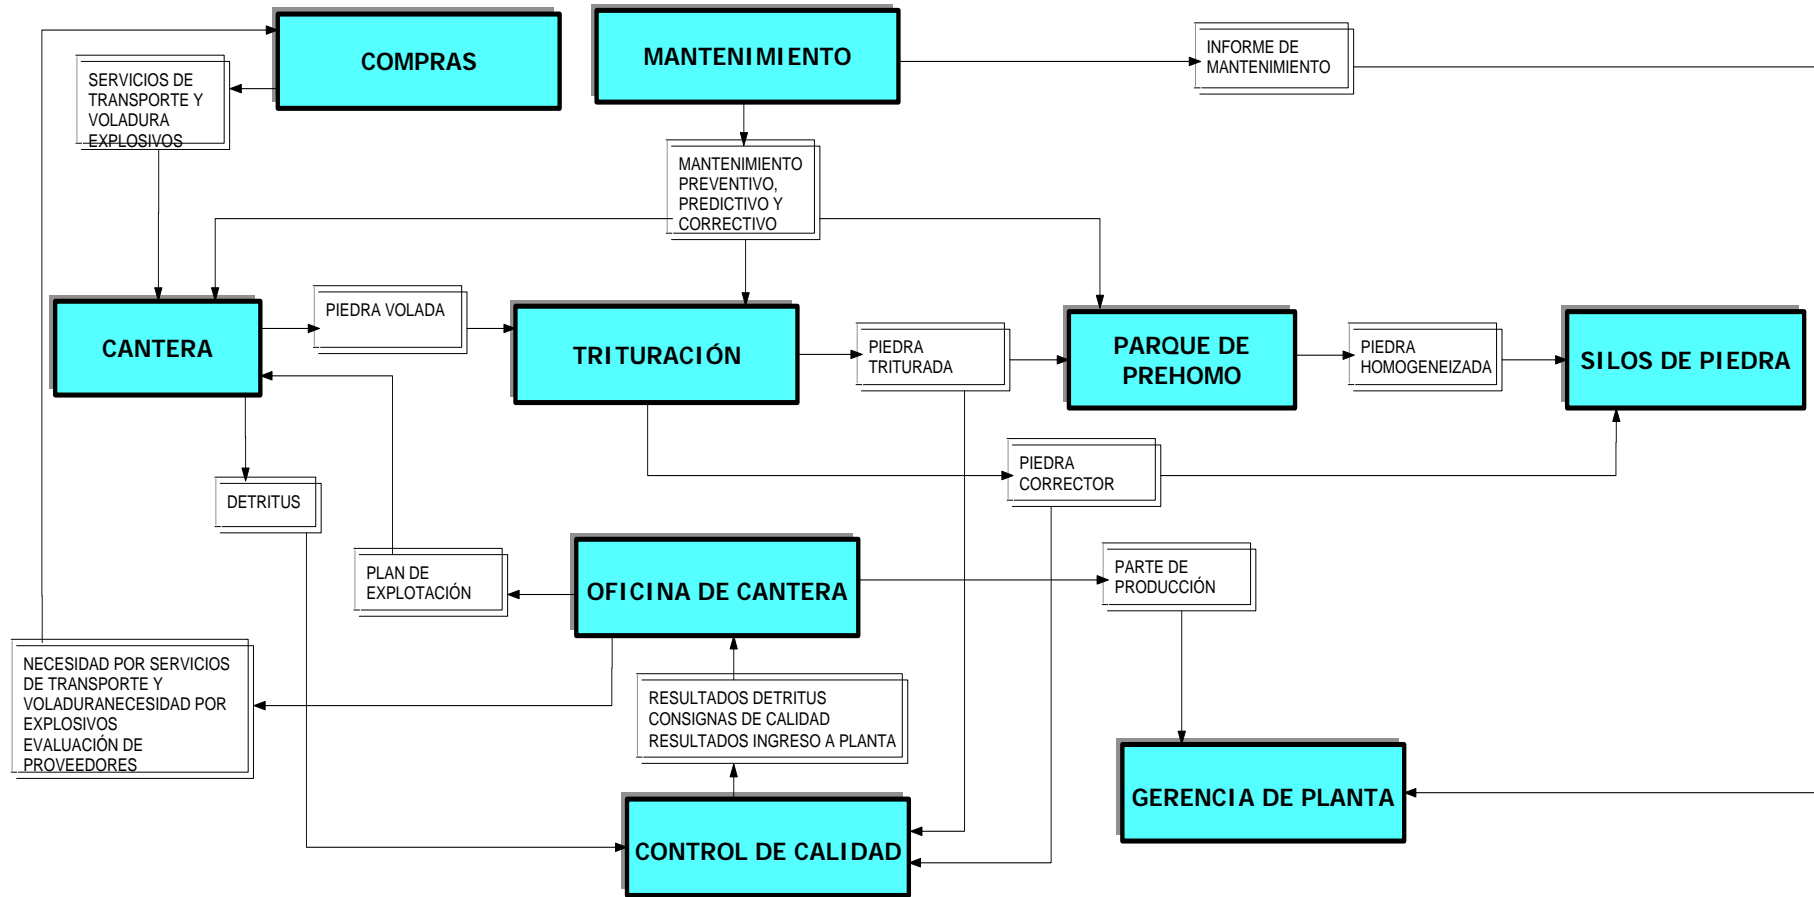 COMPRAS
MANTENIMIENTO
INFORME DE
MANTENIMIENTO
SERVICIOS DE
TRANSPORTE Y
VOLADURA
EXPLOSIVOS
MANTENIMIENTO
PREVENTIVO,
PREDICTIVO Y
CORRECTIVO
CANTERA
PIEDRA VOLADA
TRITURACIÓN
PIEDRA
TRITURADA
PARQUE DE
PREHOMO
PIEDRA
HOMOGENEIZADA
SILOS DE PIEDRA
PIEDRA
CORRECTOR
DETRITUS
PLAN DE
EXPLOTACIÓN
OFICINA DE CANTERA
PARTE DE
PRODUCCIÓN
NECESIDAD POR SERVICIOS
DE TRANSPORTE Y
VOLADURANECESIDAD POR
EXPLOSIVOS
EVALUACIÓN DE
PROVEEDORES
RESULTADOS DETRITUS
CONSIGNAS DE CALIDAD
RESULTADOS INGRESO A PLANTA
GERENCIA DE PLANTA
CONTROL DE CALIDAD